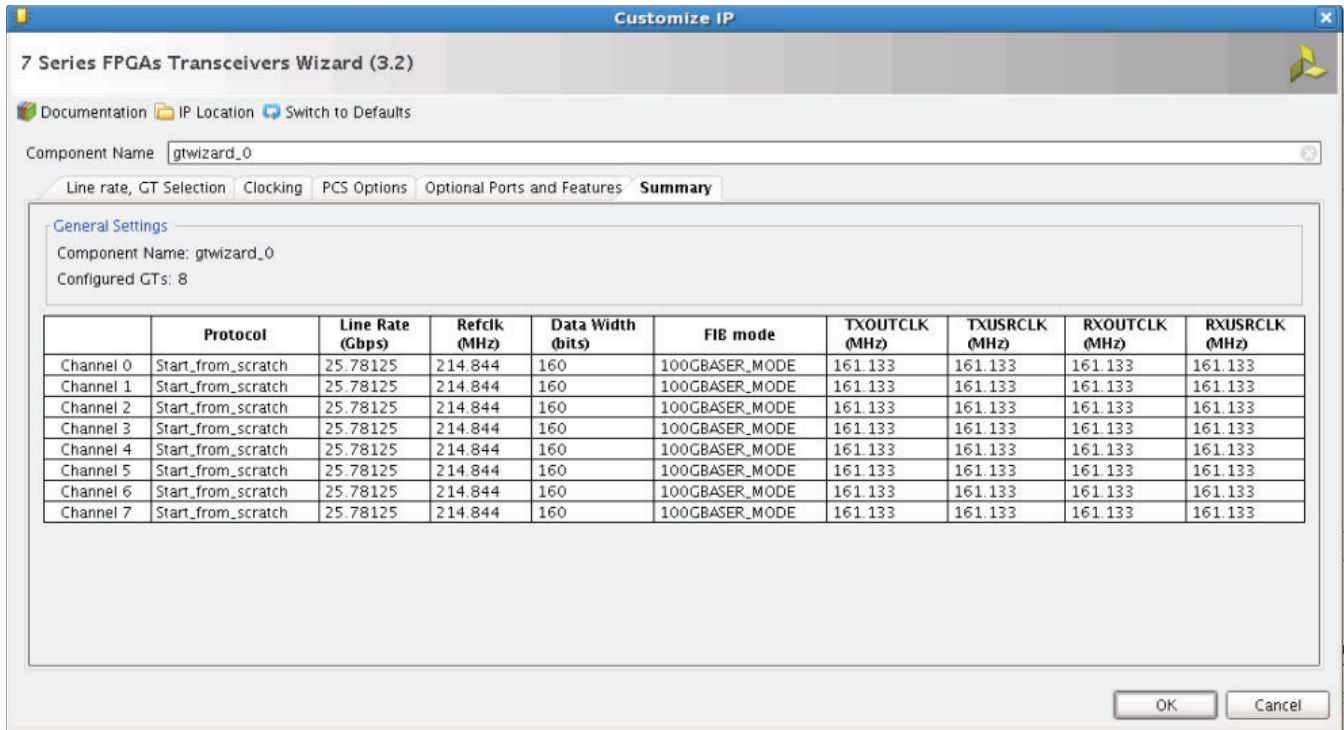 Customize IP
7 Series FPGAs Transceivers Wizard (3.2)
Documentation IP Location Switch to Defaults
Component Name gtwizard_0
Line rate, GT Selection Clocking PCS Options Optional Ports and Features Summary
General Settings
Component Name: gtwizard_0
Configured GTs: 8
Protocol Line Rate (Gbps) Refclk (MHz) Data Width (bits) FIB mode TXOUTCLK (MHz) TXUSRCLK (MHz) RXOUTCLK (MHz) RXUSRCLK (MHz)
Channel 0 Start_from_scratch 25.78125 214.844 160 100GBASER_MODE 161.133 161.133 161.133 161.133
Channel 1 Start_from_scratch 25.78125 214.844 160 100GBASER_MODE 161.133 161.133 161.133 161.133
Channel 2 Start_from_scratch 25.78125 214.844 160 100GBASER_MODE 161.133 161.133 161.133 161.133
Channel 3 Start_from_scratch 25.78125 214.844 160 100GBASER_MODE 161.133 161.133 161.133 161.133
Channel 4 Start_from_scratch 25.78125 214.844 160 100GBASER_MODE 161.133 161.133 161.133 161.133
Channel 5 Start_from_scratch 25.78125 214.844 160 100GBASER_MODE 161.133 161.133 161.133 161.133
Channel 6 Start_from_scratch 25.78125 214.844 160 100GBASER_MODE 161.133 161.133 161.133 161.133
Channel 7 Start_from_scratch 25.78125 214.844 160 100GBASER_MODE 161.133 161.133 161.133 161.133
OK Cancel